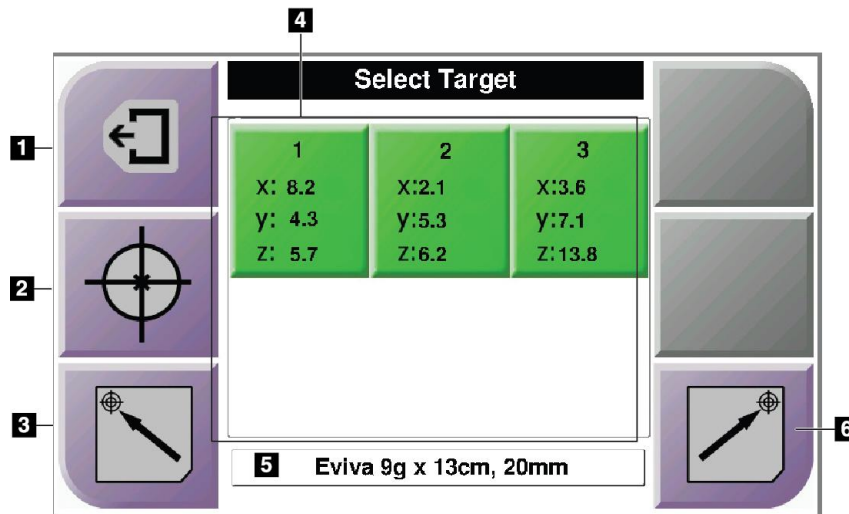 4
Select Target
1
1 2 3
x: 8.2 x:2.1 x:3.6
y: 4.3 y:5.3 y:7.1
z: 5.7 z:6.2 z:13.8
2
3
6
5 Eviva 9g x 13cm, 20mm